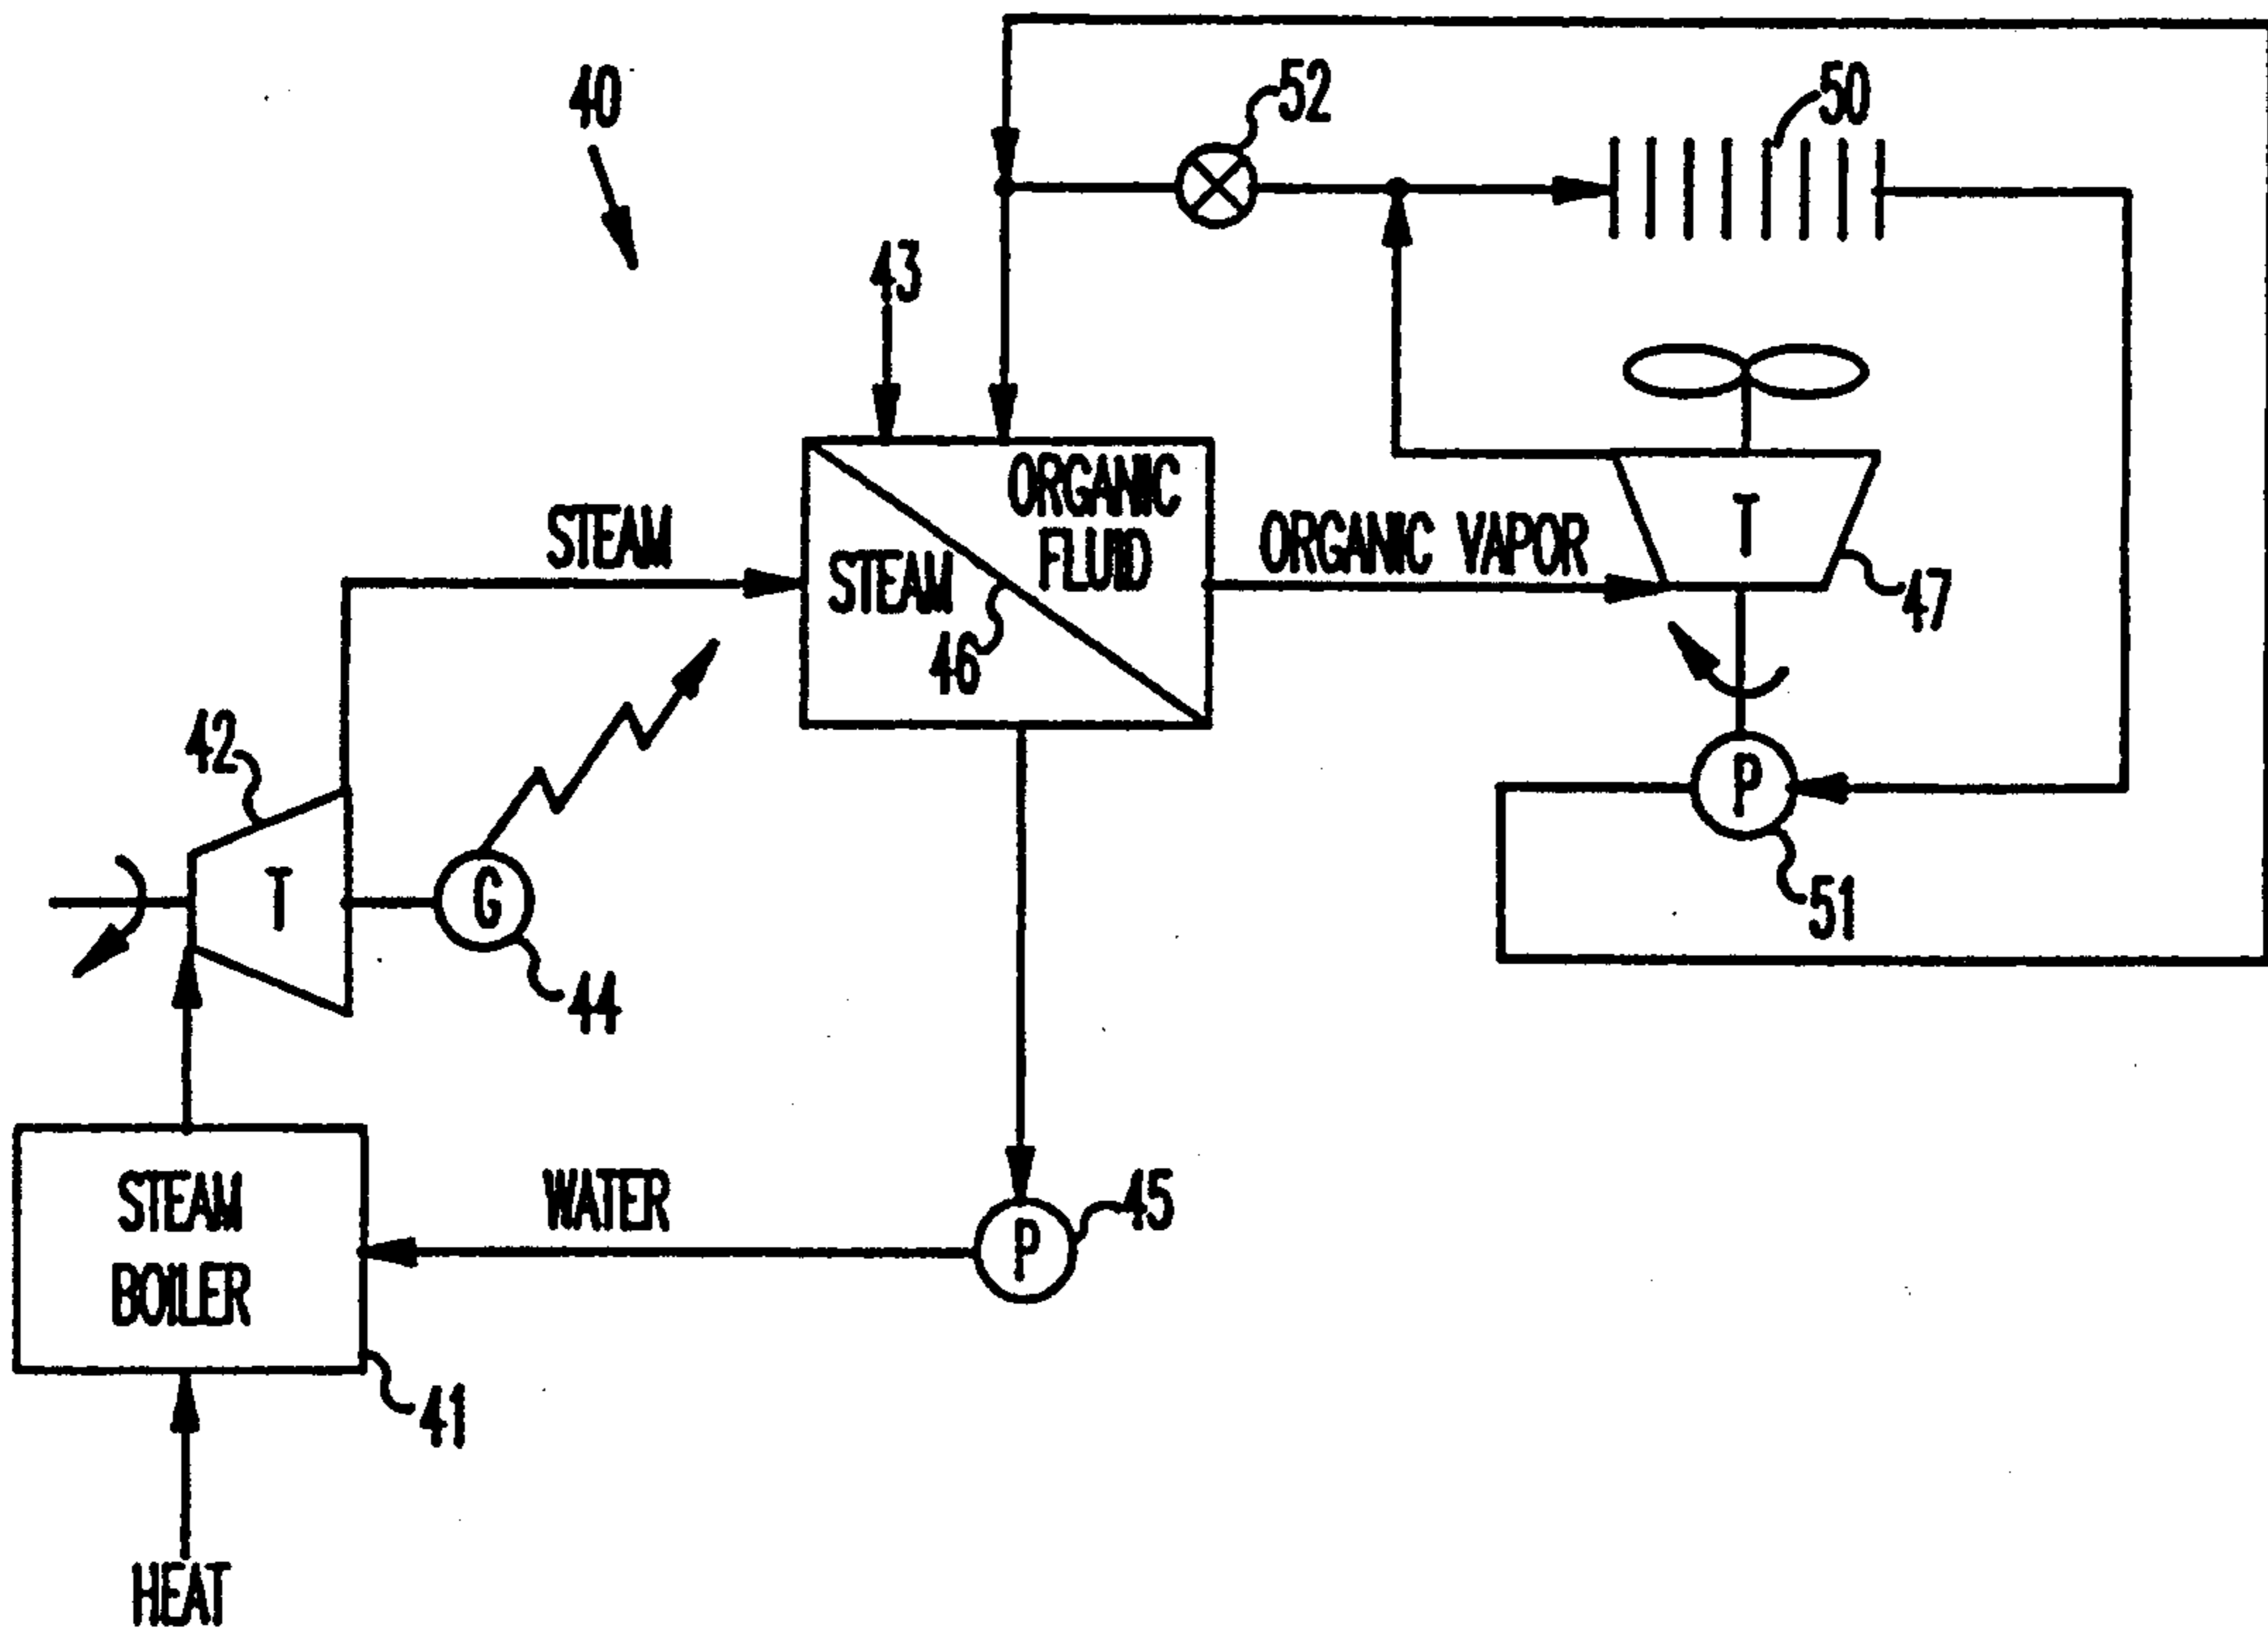 40
52
50
43
ORGANIC
FLUID
STEAM
46
STEAM
ORGANIC VAPOR
T
47
42
T
G
44
P
51
STEAM
BOILER
41
WATER
P
45
HEAT